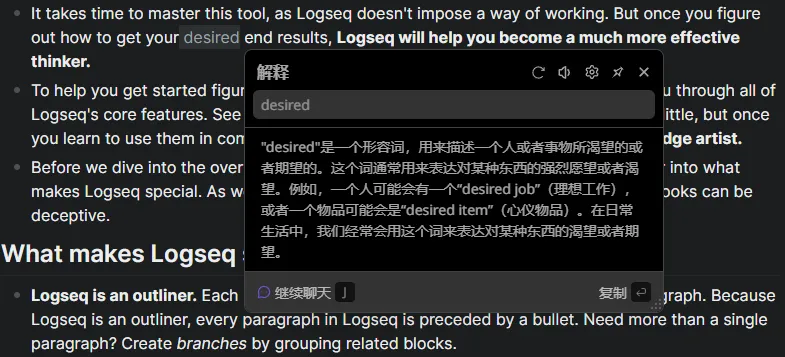 It takes time to master this tool, as Logseq doesn't impose a way of working. But once you figure
out how to get your desired end results, Logseq will help you become a much more effective
thinker.
解释
desired
"desired"是一个形容词，用来描述一个人或者事物所渴望的或
者期望的。这个词通常用来表达对某种东西的强烈愿望或者渴
望。例如，一个人可能会有一个“desired job”（理想工作），
或者一个物品可能会是“desired item”（心仪物品）。在日常
生活中，我们经常会用这个词来表达对某种东西的渴望或者期
望。
继续聊天 J
复制
To help you get started figur u through all of
Logseq's core features. See ittle, but once
you learn to use them in com dge artist.
Before we dive into the over r into what
makes Logseq special. As w ooks can be
deceptive.
What makes Logseq
Logseq is an outliner. Each graph. Because
Logseq is an outliner, every paragraph in Logseq is preceded by a bullet. Need more than a single
paragraph? Create branches by grouping related blocks.